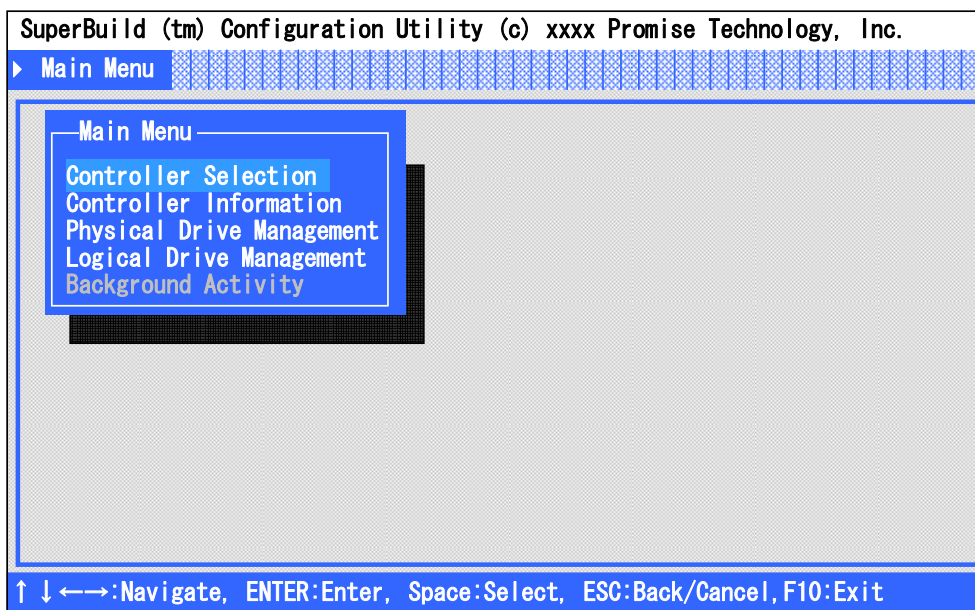 SuperBuild (tm) Configuration Utility (c) xxxx Promise Technology, Inc.
Main Menu
Main Menu
Controller Selection
Controller Information
Physical Drive Management
Logical Drive Management
Background Activity
↑↓←→:Navigate, ENTER:Enter, Space:Select, ESC:Back/Cancel,F10:Exit